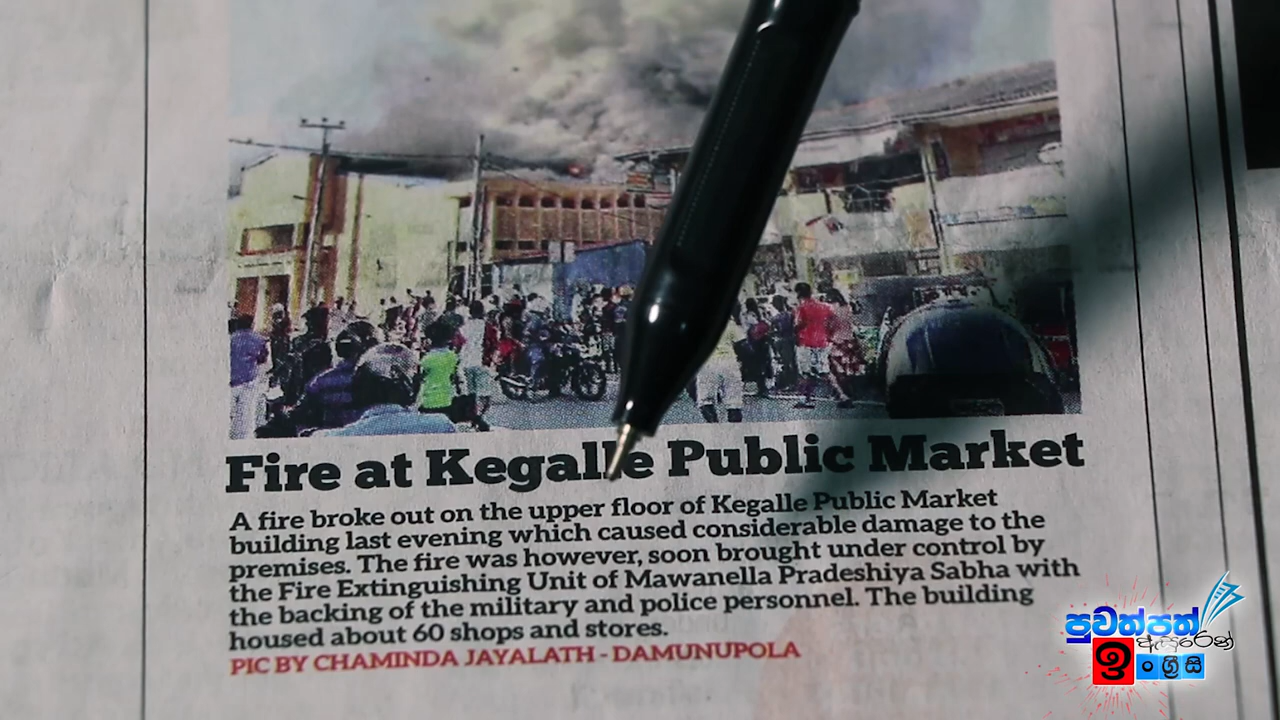 Fire at Kegalle Public Market
A fire broke out on the upper floor of Kegalle Public Market
building last evening which caused considerable damage to the
premises. The fire was however, soon brought under control by
the Fire Extinguishing Unit of Mawanella Pradeshiya Sabha with
the backing of the military and police personnel. The building
housed about 60 shops and stores.
PIC BY CHAMINDA JAYALATH - DAMUNUPOLA
පුවත්පත්
ඇසුරෙන්
ඉංග්‍රීසි